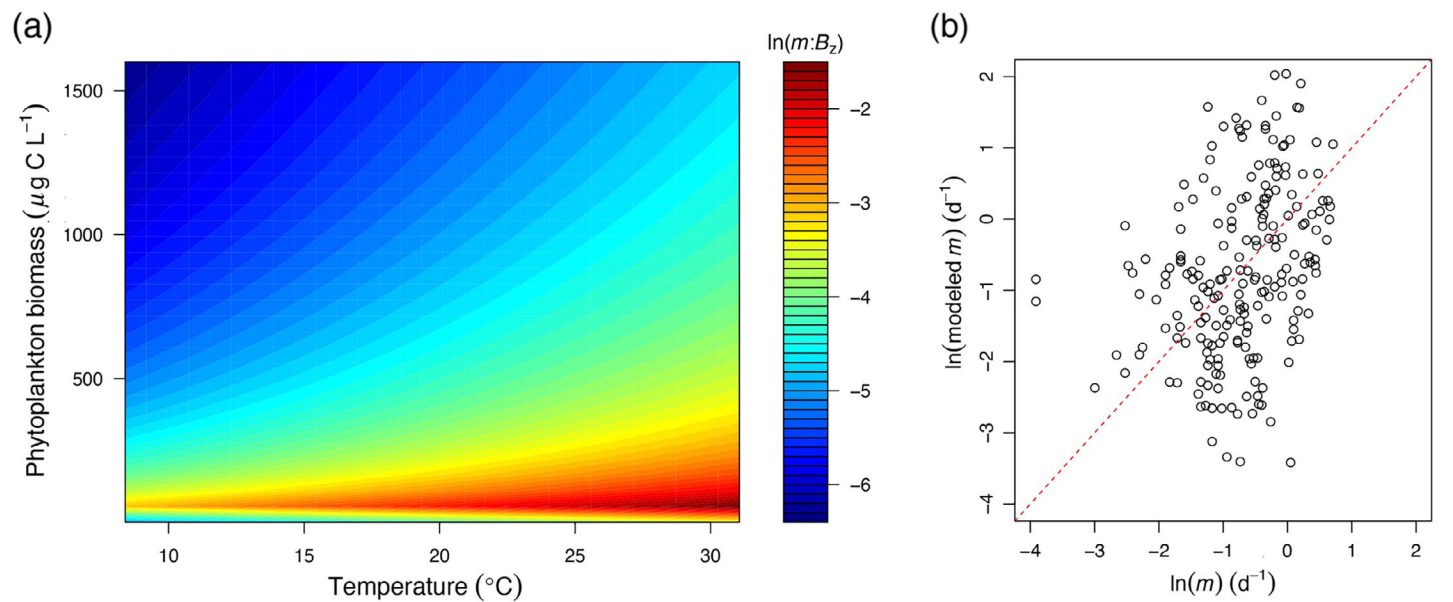 (a)
Phytoplankton biomass (μg C L⁻¹)
1500
1000
500
10 15 20 25 30
Temperature (°C)
ln(m:Bz)
−2
−3
−4
−5
−6
(b)
ln(modeled m) (d⁻¹)
2
1
0
−1
−2
−3
−4
−4 −3 −2 −1 0 1 2
ln(m) (d⁻¹)